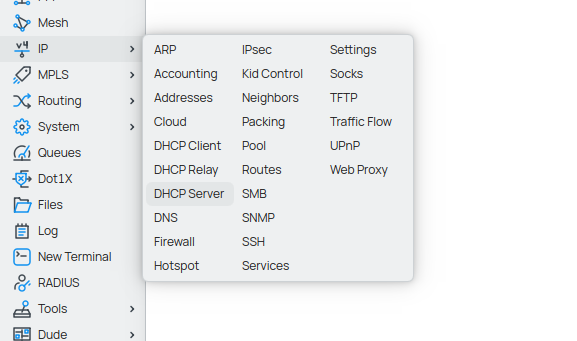 Mesh
IP
MPLS
Routing
System
Queues
Dot1X
Files
Log
New Terminal
RADIUS
Tools
Dude
ARP
Accounting
Addresses
Cloud
DHCP Client
DHCP Relay
DHCP Server
DNS
Firewall
Hotspot
IPsec
Kid Control
Neighbors
Packing
Pool
Routes
SMB
SNMP
SSH
Services
Settings
Socks
TFTP
Traffic Flow
UPnP
Web Proxy